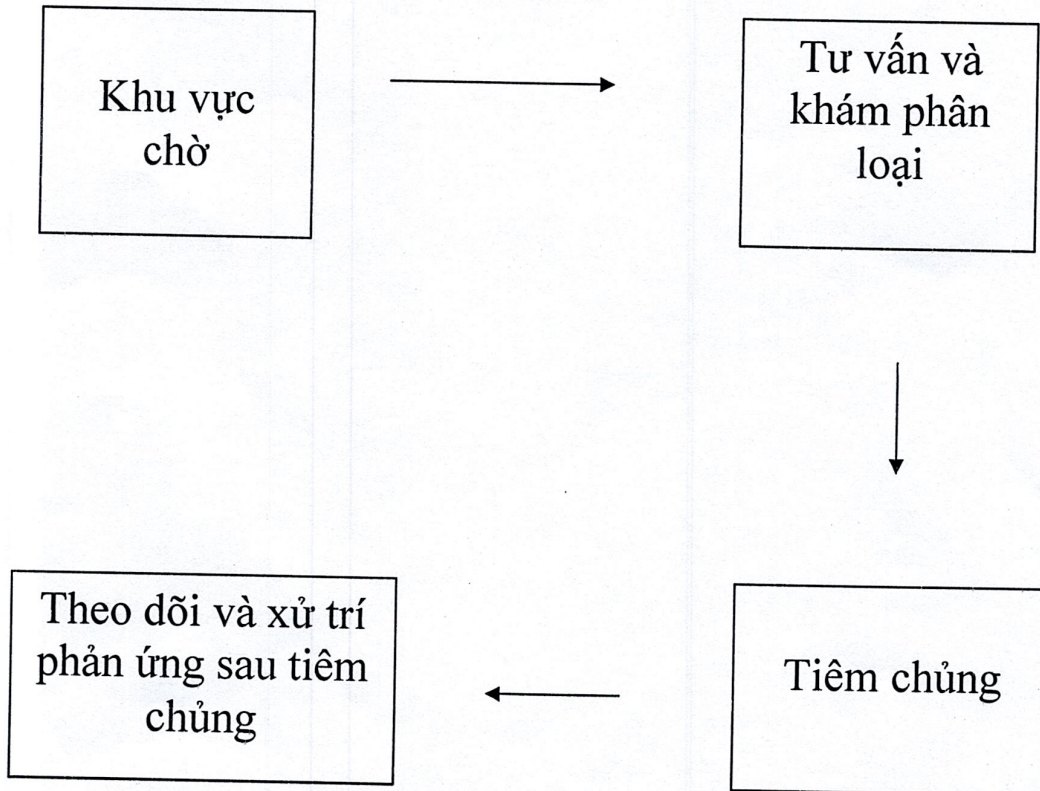 Khu vực
chờ
Tư vấn và
khám phân
loại
Tiêm chủng
Theo dõi và xử trí
phản ứng sau tiêm
chủng